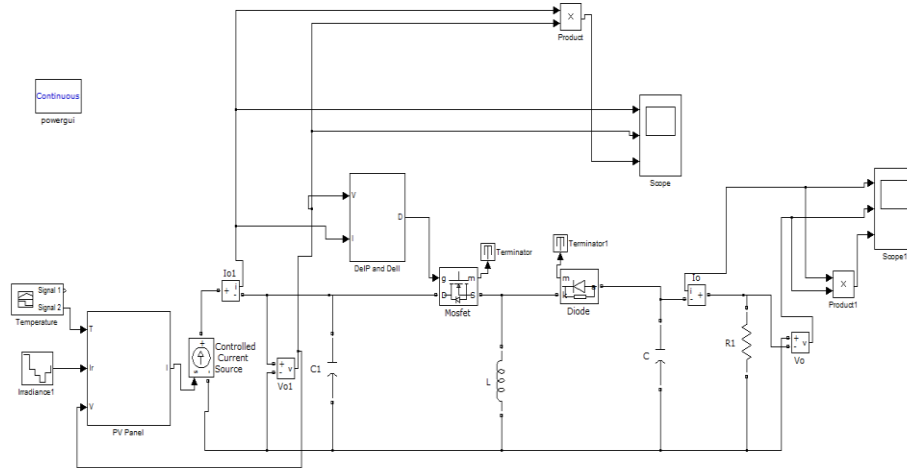 X
Product
Continuous
powergui
Scope
V
D
I
DelP and Dell
Terminator
Terminator1
g
m
D
S
Mosfet
m
k
a
Diode
Io
i
+
-
X
Product1
Scope1
Io1
+
i
-
Signal 1
Signal 2
Temperature
T
Ir
V
I
PV Panel
Irradiance1
+
Controlled
Current
Source
+
-
v
Vo1
C1
L
C
R1
+
-
v
Vo